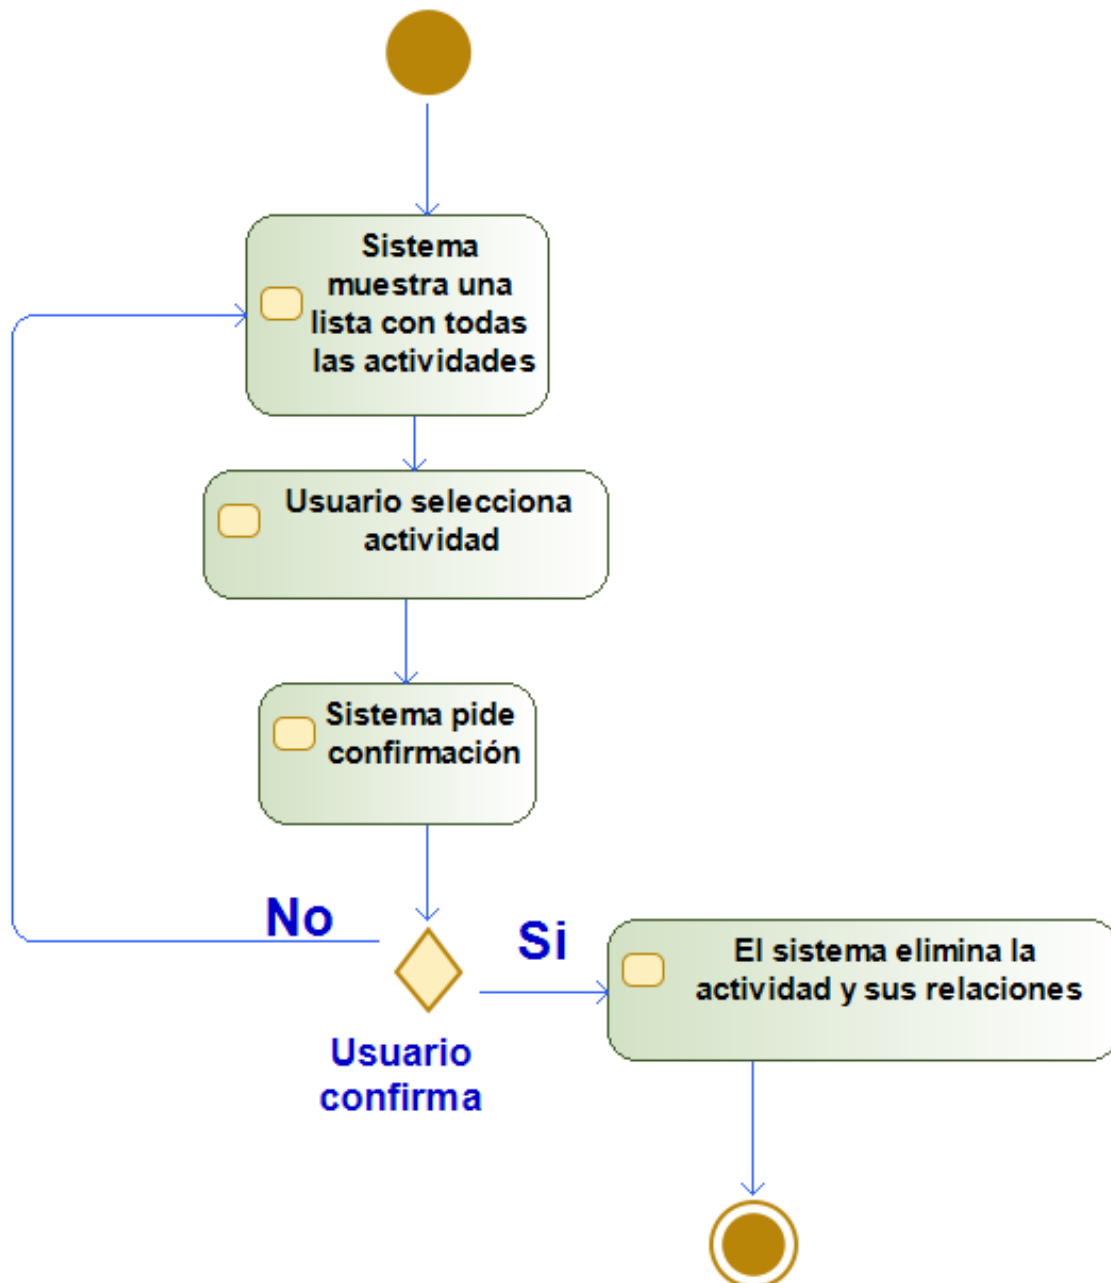 Sistema
muestra una
lista con todas
las actividades
Usuario selecciona
actividad
Sistema pide
confirmación
No
Si
El sistema elimina la
actividad y sus relaciones
Usuario
confirma